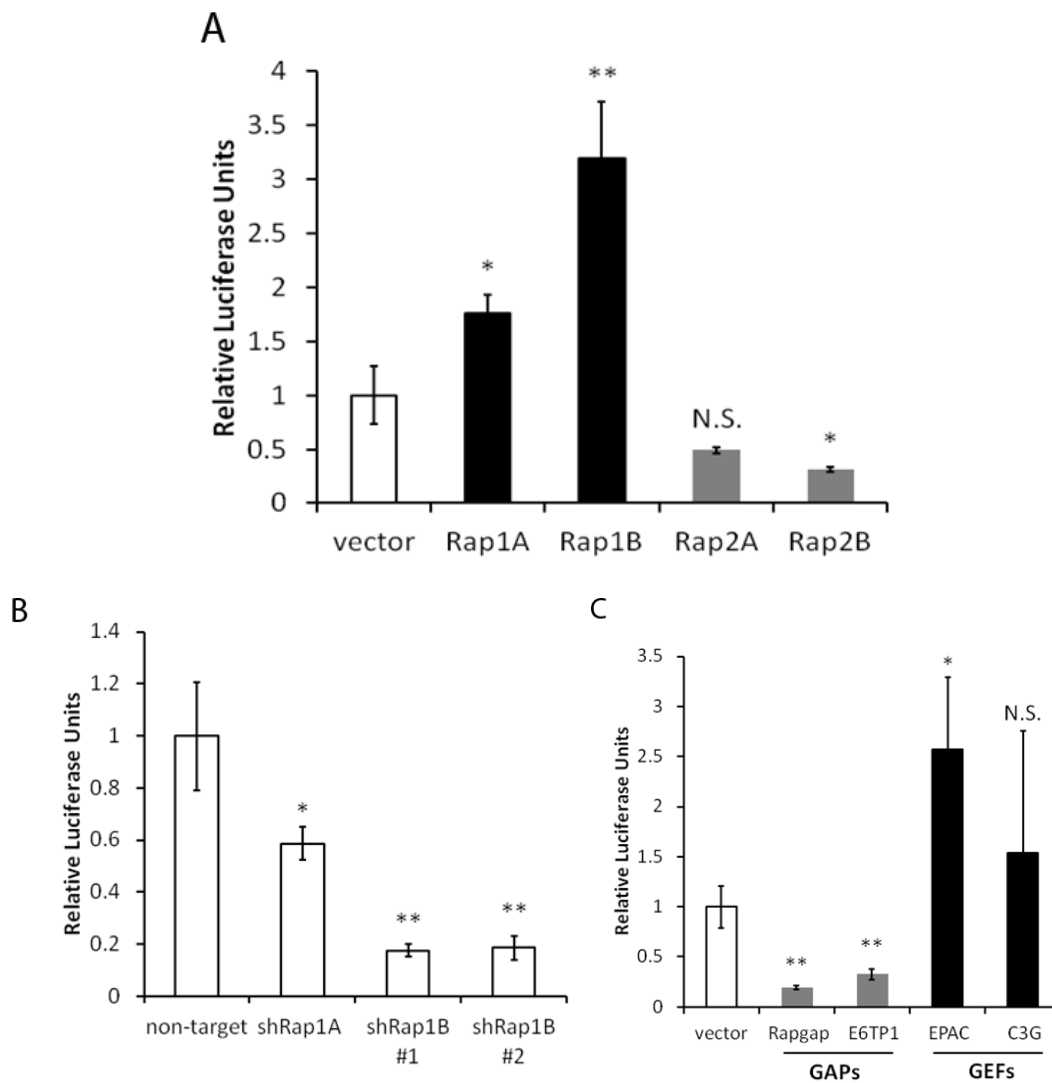 A
Relative Luciferase Units
4
3.5
3
2.5
2
1.5
1
0.5
0
*
**
N.S.
*
vector Rap1A Rap1B Rap2A Rap2B
B
Relative Luciferase Units
1.4
1.2
1
0.8
0.6
0.4
0.2
0
*
**
**
non-target shRap1A shRap1B shRap1B
#1 #2
C
Relative Luciferase Units
3.5
3
2.5
2
1.5
1
0.5
0
**
**
*
N.S.
vector Rapgap E6TP1 EPAC C3G
GAPs GEFs